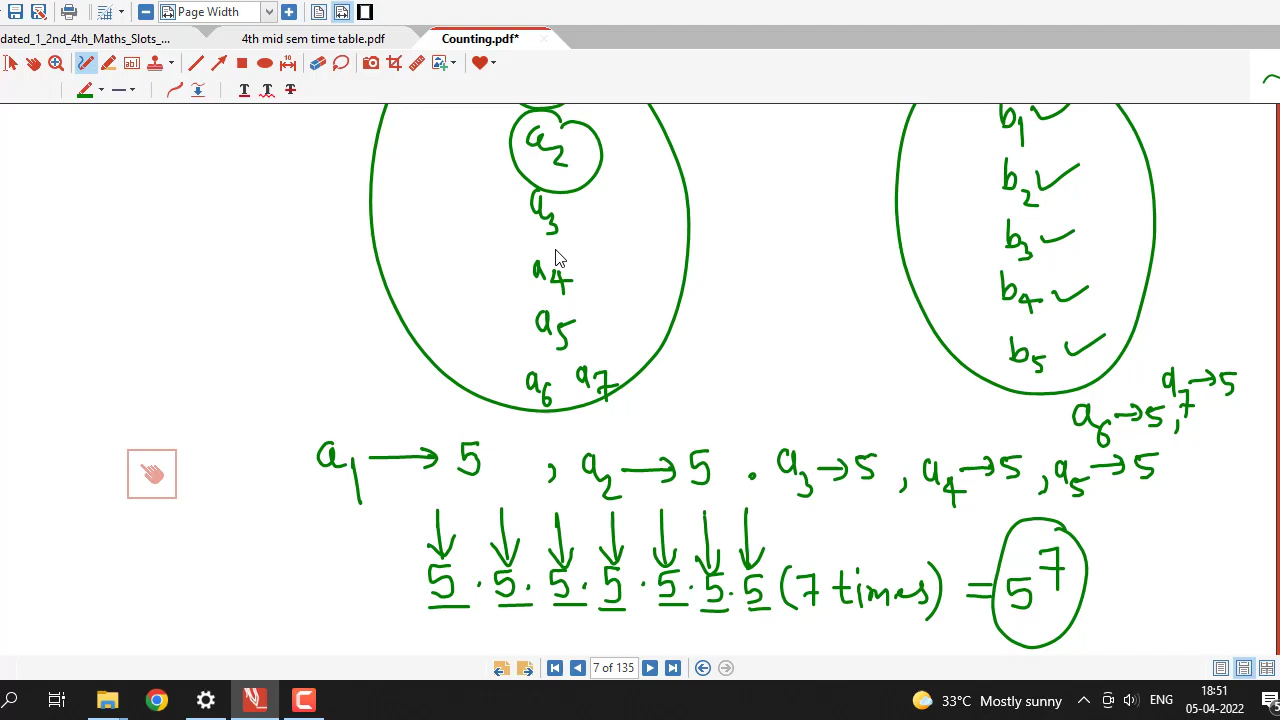 Page Width
dated_1_2nd_4th_Maths_Slots_... 4th mid sem time table.pdf Counting.pdf*
a2
a3
a4
a5
a6 a7
b1 ✓
b2 ✓
b3 ✓
b4 ✓
b5 ✓
a7 → 5
a6 → 5,
a1 → 5 , a2 → 5 . a3 → 5 , a4 → 5 , a5 → 5
5 . 5 . 5 . 5 . 5 . 5 . 5 (7 times) = 5^7
7 of 135
33°C Mostly sunny ENG 18:51
05-04-2022